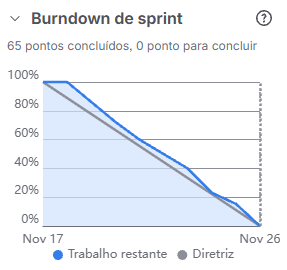 Burndown de sprint
65 pontos concluídos, 0 ponto para concluir
100%
80%
60%
40%
20%
0%
Nov 17 Nov 26
Trabalho restante Diretriz